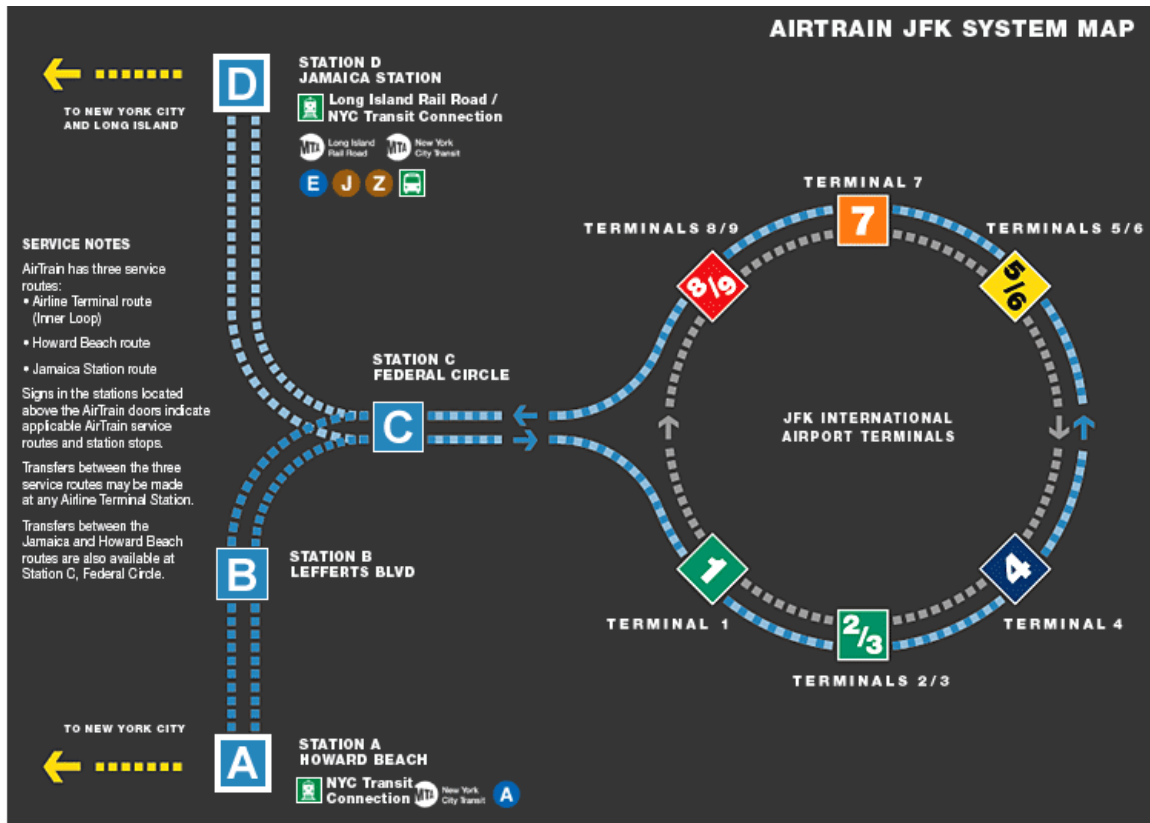 AIRTRAIN JFK SYSTEM MAP
D
STATION D
JAMAICA STATION
Long Island Rail Road /
NYC Transit Connection
MTA Long Island
Rail Road
MTA New York
City Transit
E J Z
TO NEW YORK CITY
AND LONG ISLAND
SERVICE NOTES
AirTrain has three service
routes:
• Airline Terminal route
(Inner Loop)
• Howard Beach route
• Jamaica Station route
Signs in the stations located
above the AirTrain doors indicate
applicable AirTrain service
routes and station stops.
Transfers between the three
service routes may be made
at any Airline Terminal Station.
Transfers between the
Jamaica and Howard Beach
routes are also available at
Station C, Federal Circle.
STATION C
FEDERAL CIRCLE
C
B
STATION B
LEFFERTS BLVD
TO NEW YORK CITY
A
STATION A
HOWARD BEACH
NYC Transit
Connection
MTA New York
City Transit
A
TERMINAL 7
7
TERMINALS 8/9
8/9
TERMINALS 5/6
5/6
JFK INTERNATIONAL
AIRPORT TERMINALS
1
TERMINAL 1
2/3
TERMINALS 2/3
4
TERMINAL 4